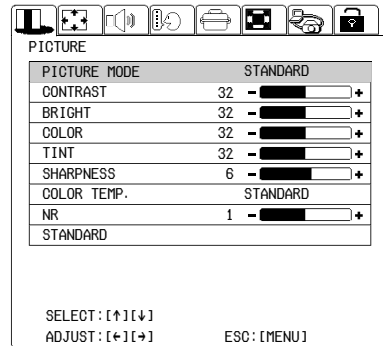 PICTURE
PICTURE MODE STANDARD
CONTRAST 32 - +
BRIGHT 32 - +
COLOR 32 - +
TINT 32 - +
SHARPNESS 6 - +
COLOR TEMP. STANDARD
NR 1 - +
STANDARD
SELECT:[↑][↓]
ADJUST:[←][→] ESC:[MENU]